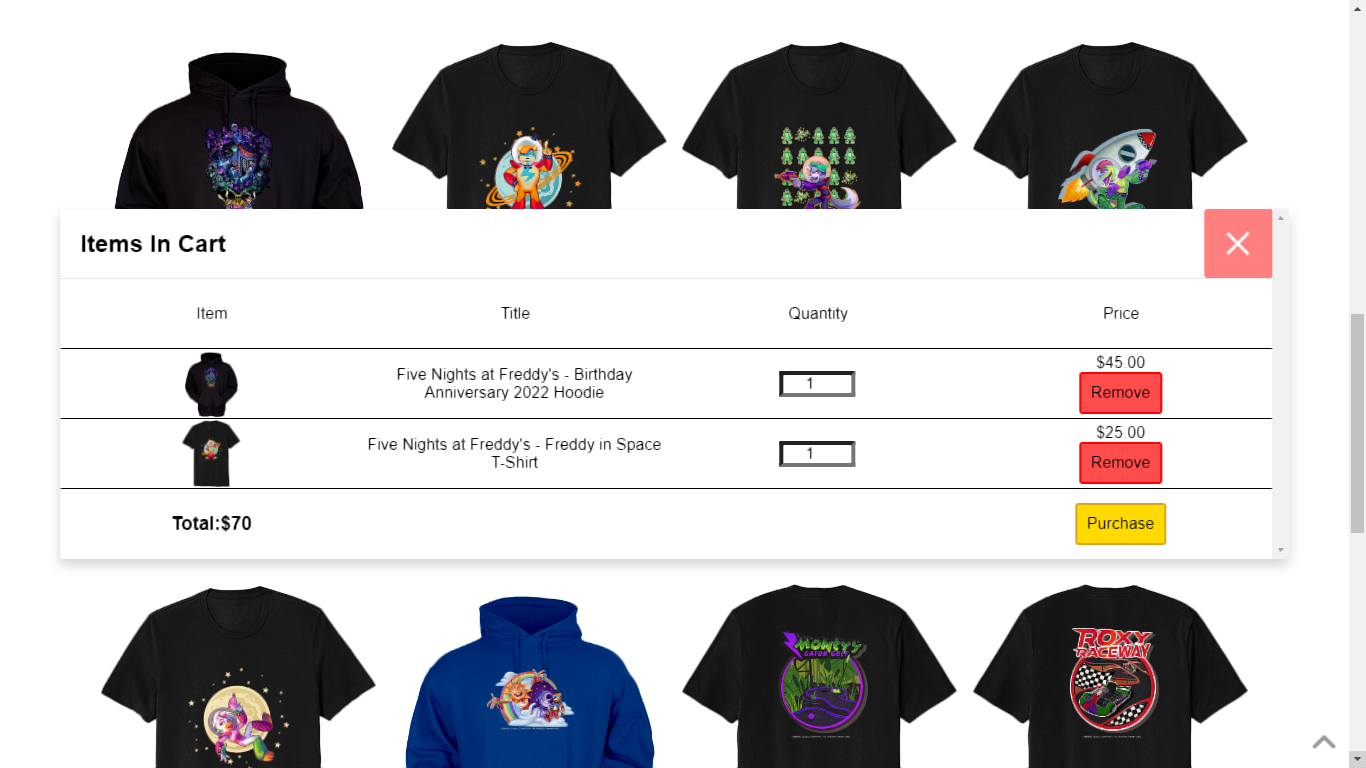 Items In Cart
Item
Title
Quantity
Price
Five Nights at Freddy's - Birthday
Anniversary 2022 Hoodie
1
$45.00
Remove
Five Nights at Freddy's - Freddy in Space
T-Shirt
1
$25.00
Remove
Total:$70
Purchase
MONTY'S
GATOR GOLF
ROXY
RACEWAY